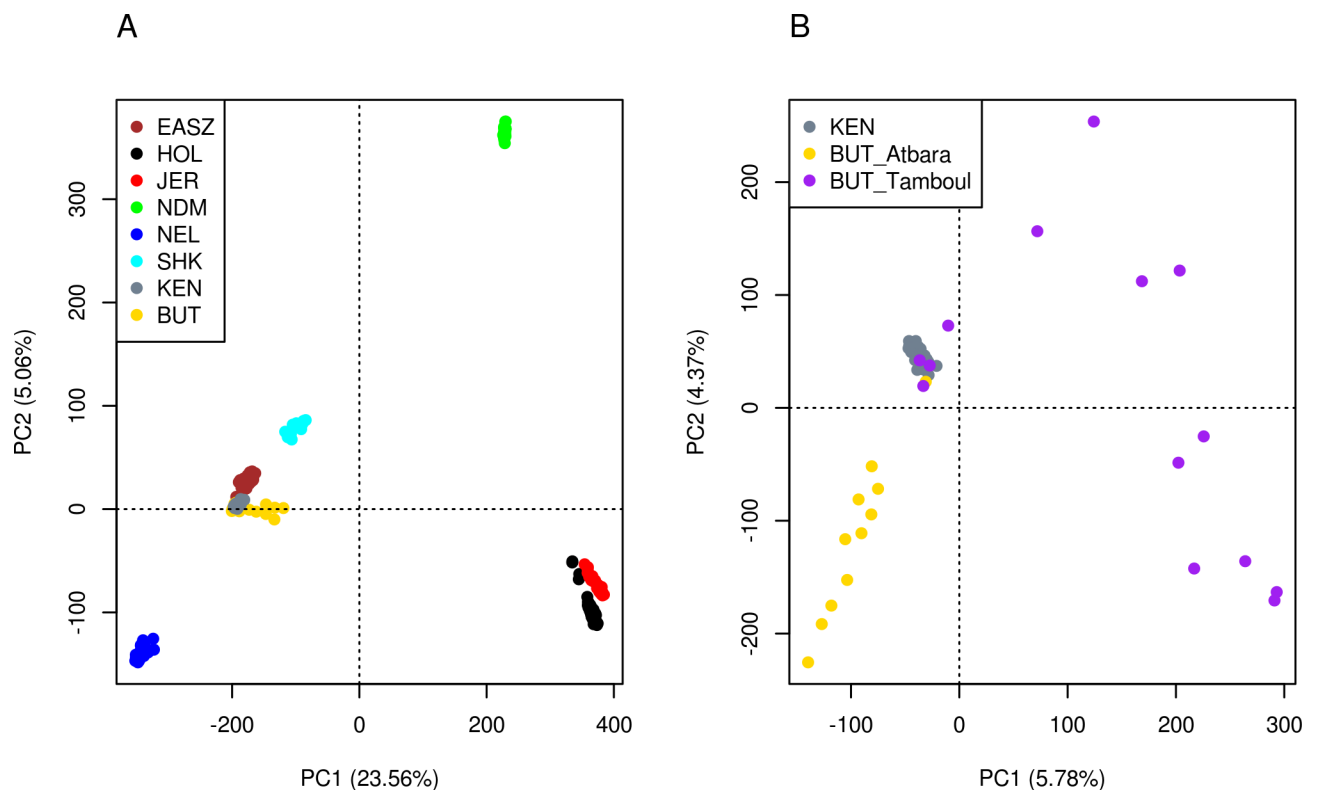 A
EASZ
HOL
JER
NDM
NEL
SHK
KEN
BUT
PC2 (5.06%)
300
200
100
0
-100
-200
0
200
400
PC1 (23.56%)
B
KEN
BUT_Atbara
BUT_Tamboul
PC2 (4.37%)
200
100
0
-100
-200
-100
0
100
200
300
PC1 (5.78%)